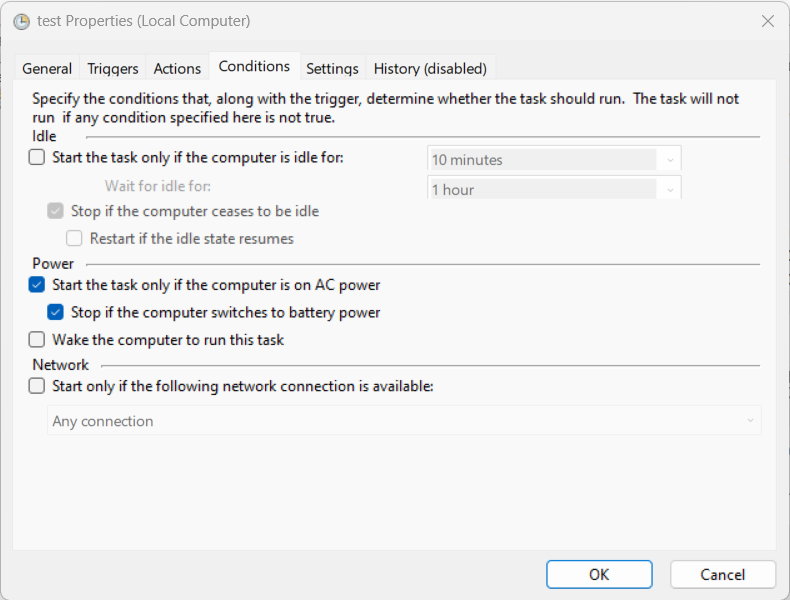 test Properties (Local Computer)
General Triggers Actions Conditions Settings History (disabled)
Specify the conditions that, along with the trigger, determine whether the task should run. The task will not
run if any condition specified here is not true.
Idle
Start the task only if the computer is idle for: 10 minutes
Wait for idle for: 1 hour
Stop if the computer ceases to be idle
Restart if the idle state resumes
Power
Start the task only if the computer is on AC power
Stop if the computer switches to battery power
Wake the computer to run this task
Network
Start only if the following network connection is available:
Any connection
OK Cancel